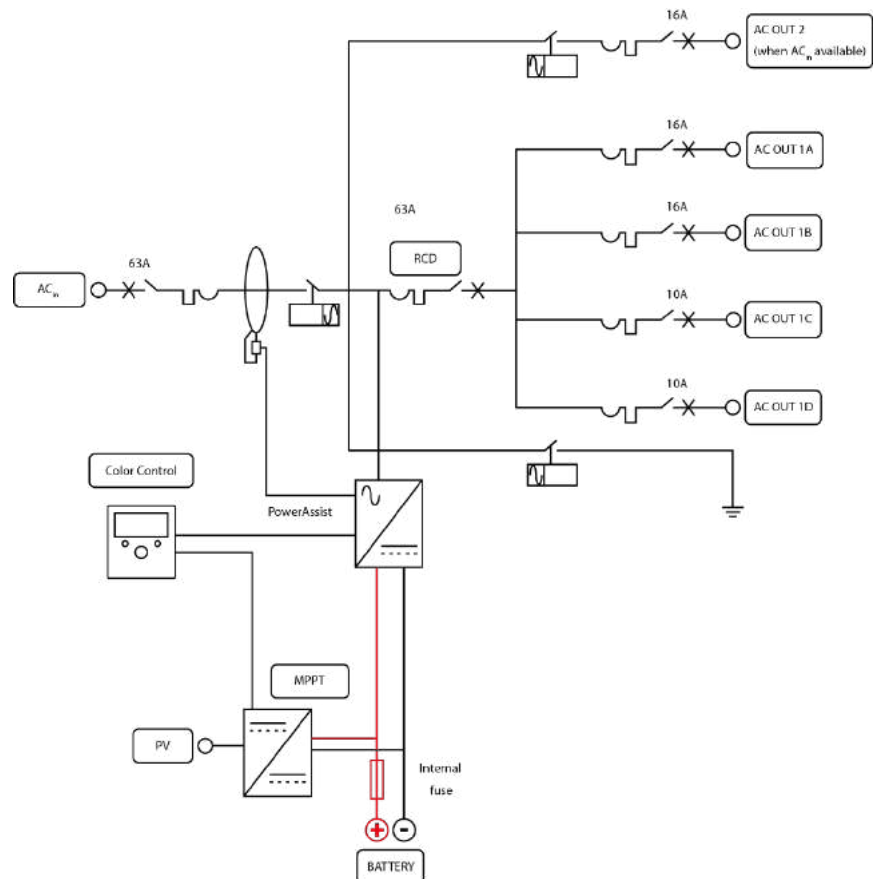 16A
AC OUT 2
(when ACin available)
16A
AC OUT 1A
63A
16A
AC OUT 1B
RCD
63A
ACin
10A
AC OUT 1C
10A
AC OUT 1D
Color Control
PowerAssist
MPPT
PV
Internal
fuse
+
-
BATTERY